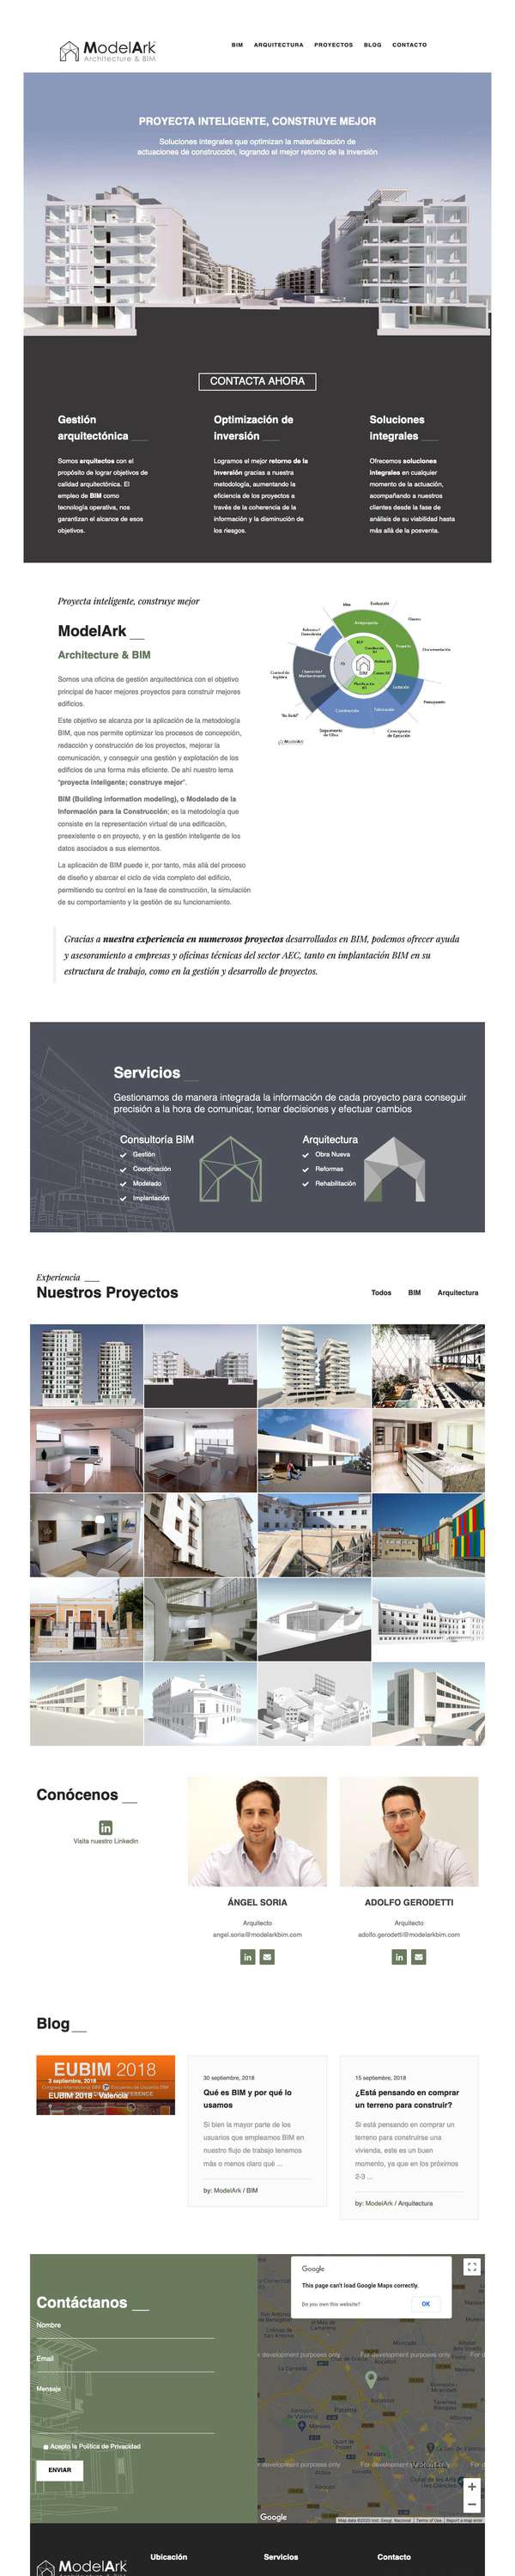 ModelArk
Architecture & BIM
BIM ARQUITECTURA PROYECTOS BLOG CONTACTO
PROYECTA INTELIGENTE, CONSTRUYE MEJOR
Soluciones integrales que optimizan la materialización de
actuaciones de construcción, logrando el mejor retorno de la inversión
CONTACTA AHORA
Gestión
arquitectónica
Somos arquitectos con el
propósito de lograr objetivos de
calidad arquitectónica. El
empleo de BIM como
tecnología operativa, nos
garantizan el alcance de esos
objetivos.
Optimización de
inversión
Logramos el mejor retorno de la
inversión gracias a nuestra
metodología, aumentando la
eficiencia de los proyectos a
través de la coherencia de la
información y la disminución de
los riesgos.
Soluciones
integrales
Ofrecemos soluciones
integrales en cualquier
momento de la actuación,
acompañando a nuestros
clientes desde la fase de
análisis de su viabilidad hasta
más allá de la posventa.
Proyecta inteligente, construye mejor
ModelArk
Architecture & BIM
Somos una oficina de gestión arquitectónica con el objetivo
principal de hacer mejores proyectos para construir mejores
edificios.
Este objetivo se alcanza por la aplicación de la metodología
BIM, que nos permite optimizar los procesos de concepción,
redacción y construcción de los proyectos, mejorar la
comunicación, y conseguir una gestión y explotación de los
edificios de una forma más eficiente. De ahí nuestro lema
"proyecta inteligente; construye mejor".
BIM (Building information modeling), o Modelado de la
Información para la Construcción; es la metodología que
consiste en la representación virtual de una edificación,
preexistente o en proyecto, y en la gestión inteligente de los
datos asociados a sus elementos.
La aplicación de BIM puede ir, por tanto, más allá del proceso
de diseño y abarcar el ciclo de vida completo del edificio,
permitiendo su control en la fase de construcción, la simulación
de su comportamiento y la gestión de su funcionamiento.
Idea
Evaluación
Diseño
Documentación
Presupuesto
Cronograma
de Ejecución
Seguimiento
de Obra
"As Build"
Anteproyecto
Proyecto
Licitación
Fabricación
Construcción
BIM
ModelArk
Gracias a nuestra experiencia en numerosos proyectos desarrollados en BIM, podemos ofrecer ayuda
y asesoramiento a empresas y oficinas técnicas del sector AEC, tanto en implantación BIM en su
estructura de trabajo, como en la gestión y desarrollo de proyectos.
Servicios
Gestionamos de manera integrada la información de cada proyecto para conseguir
precisión a la hora de comunicar, tomar decisiones y efectuar cambios
Consultoría BIM
Gestión
Coordinación
Modelado
Implantación
Arquitectura
Obra Nueva
Reformas
Rehabilitación
Experiencia
Nuestros Proyectos
Todos BIM Arquitectura
Conócenos
Visita nuestro Linkedin
ÁNGEL SORIA
Arquitecto
angel.soria@modelarkbim.com
ADOLFO GERODETTI
Arquitecto
adolfo.gerodetti@modelarkbim.com
Blog
EUBIM 2018
3 septiembre, 2018
EUBIM 2018 · Valencia
30 septiembre, 2018
Qué es BIM y por qué lo
usamos
Si bien la mayor parte de los
usuarios que empleamos BIM en
nuestro flujo de trabajo tenemos
más o menos claro qué ...
by: ModelArk / BIM
15 septiembre, 2018
¿Está pensando en comprar
un terreno para construir?
Si está pensando en comprar un
terreno para construirse una
vivienda, este es un buen
momento, ya que en los próximos
2-3 ...
by: ModelArk / Arquitectura
Contáctanos
Nombre
Email
Mensaje
Acepto la Política de Privacidad
ENVIAR
Google
This page can't load Google Maps correctly.
Do you own this website?
OK
For development purposes only
Paterna
Manises
Google
Map data ©2020 Inst. Geogr. Nacional Terms of Use Report a map error
ModelArk
Ubicación
Servicios
Contacto